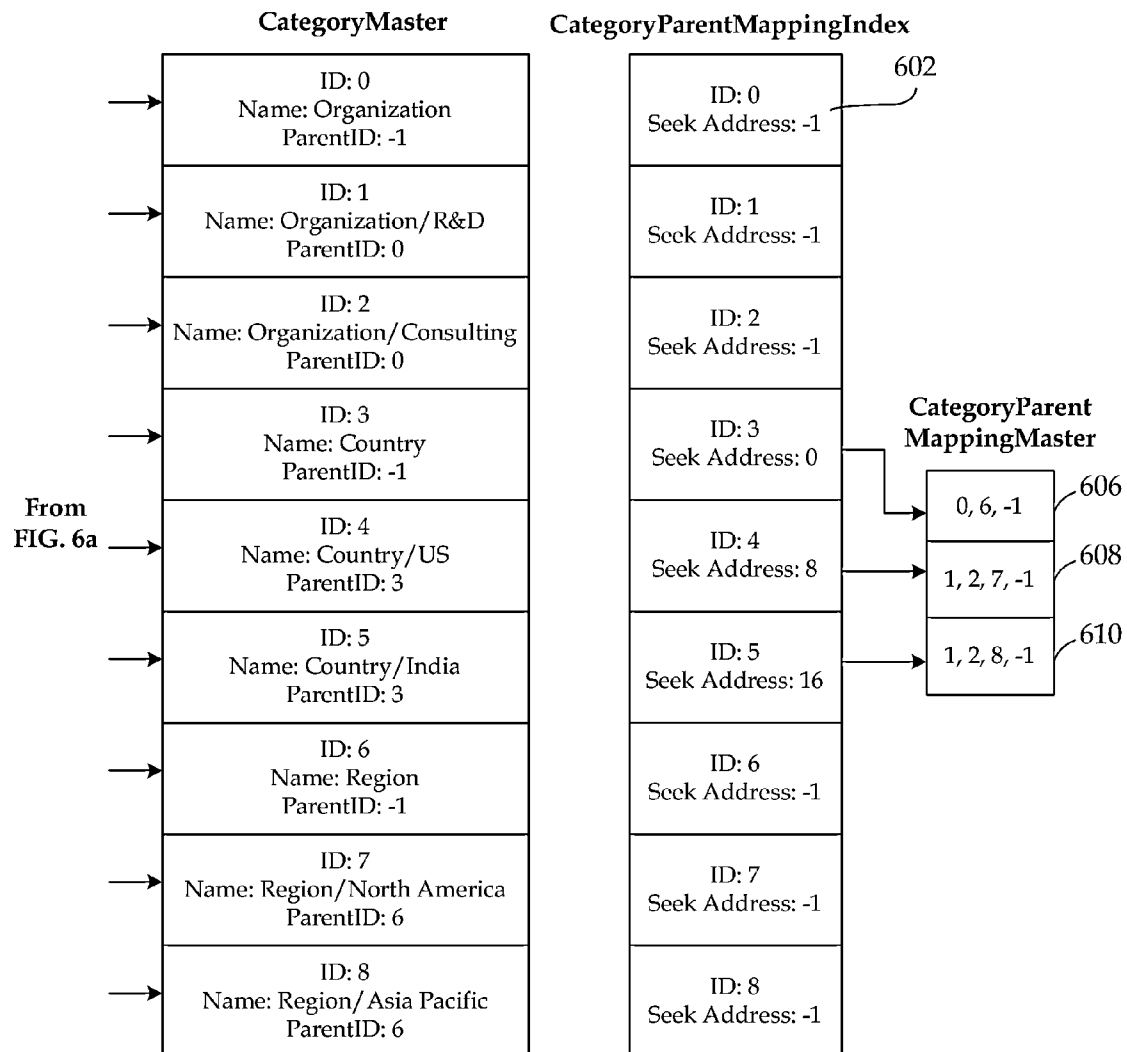 CategoryMaster
ID: 0
Name: Organization
ParentID: -1
ID: 1
Name: Organization/R&D
ParentID: 0
ID: 2
Name: Organization/Consulting
ParentID: 0
ID: 3
Name: Country
ParentID: -1
From
FIG. 6a
ID: 4
Name: Country/US
ParentID: 3
ID: 5
Name: Country/India
ParentID: 3
ID: 6
Name: Region
ParentID: -1
ID: 7
Name: Region/North America
ParentID: 6
ID: 8
Name: Region/Asia Pacific
ParentID: 6
CategoryParentMappingIndex
602
ID: 0
Seek Address: -1
ID: 1
Seek Address: -1
ID: 2
Seek Address: -1
ID: 3
Seek Address: 0
ID: 4
Seek Address: 8
ID: 5
Seek Address: 16
ID: 6
Seek Address: -1
ID: 7
Seek Address: -1
ID: 8
Seek Address: -1
CategoryParent
MappingMaster
0, 6, -1
606
1, 2, 7, -1
608
1, 2, 8, -1
610